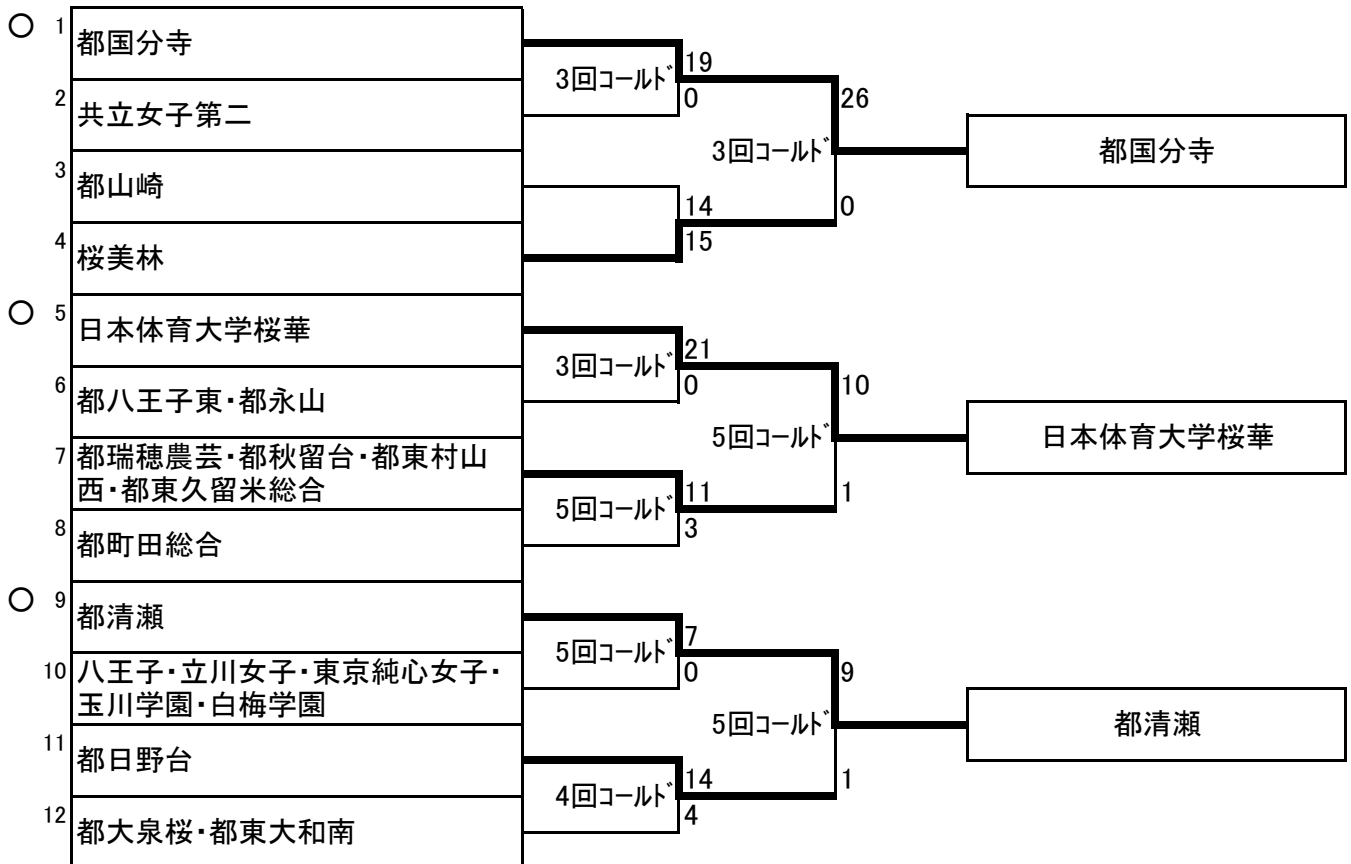 ○ 1 都国分寺
3回コールド 19
0
2 共立女子第二
26
3回コールド
都国分寺
0
3 都山崎
14
15
4 桜美林
○ 5 日本体育大学桜華
3回コールド 21
0
6 都八王子東・都永山
10
5回コールド
日本体育大学桜華
1
7 都瑞穂農芸・都秋留台・都東村山
西・都東久留米総合
5回コールド 11
3
8 都町田総合
○ 9 都清瀬
5回コールド 7
0
10 八王子・立川女子・東京純心女子・
玉川学園・白梅学園
9
5回コールド
都清瀬
1
11 都日野台
4回コールド 14
4
12 都大泉桜・都東大和南